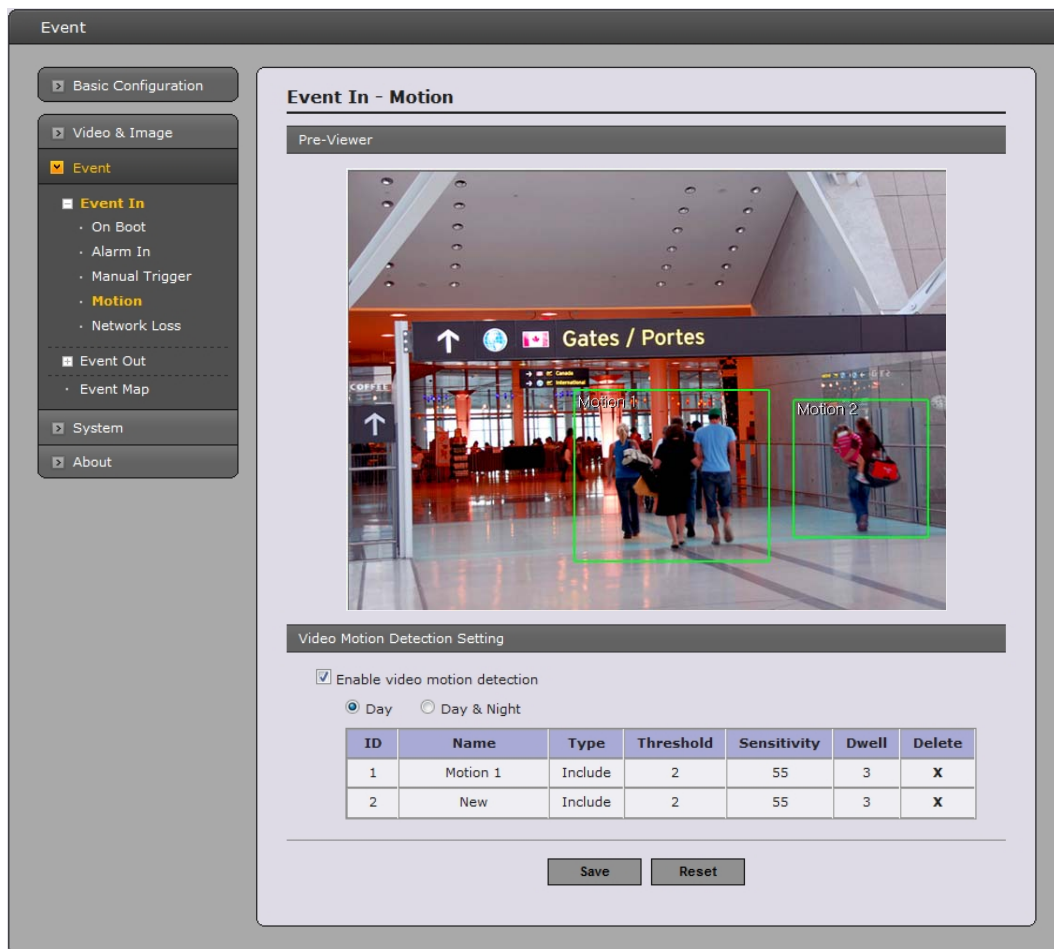 Event
Basic Configuration
Video & Image
Event
Event In
On Boot
Alarm In
Manual Trigger
Motion
Network Loss
Event Out
Event Map
System
About
Event In - Motion
Pre-Viewer
Gates / Portes
Canada
International
COFFEE
Motion 1
Motion 2
Video Motion Detection Setting
Enable video motion detection
Day Day & Night
ID Name Type Threshold Sensitivity Dwell Delete
1 Motion 1 Include 2 55 3 X
2 New Include 2 55 3 X
Save Reset